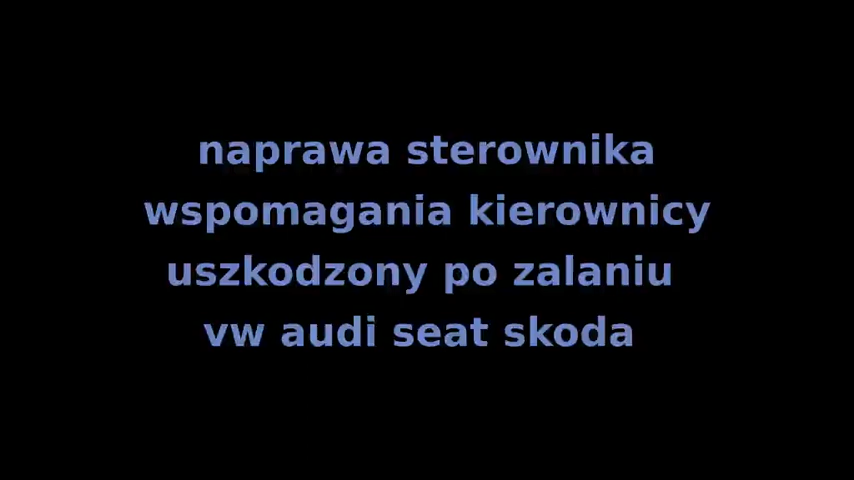 naprawa sterownika
wspomagania kierownicy
uszkodzony po zalaniu
vw audi seat skoda